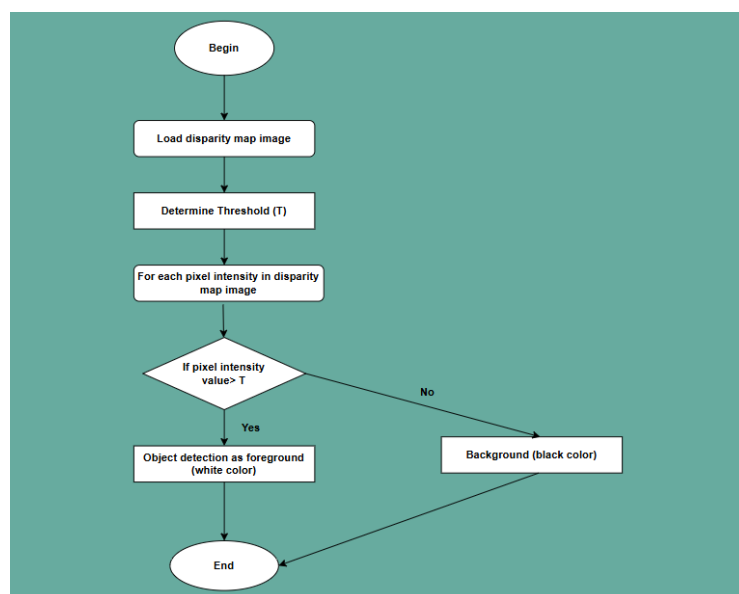 Begin
Load disparity map image
Determine Threshold (T)
For each pixel intensity in disparity
map image
If pixel intensity
value> T
No
Yes
Object detection as foreground
(white color)
Background (black color)
End